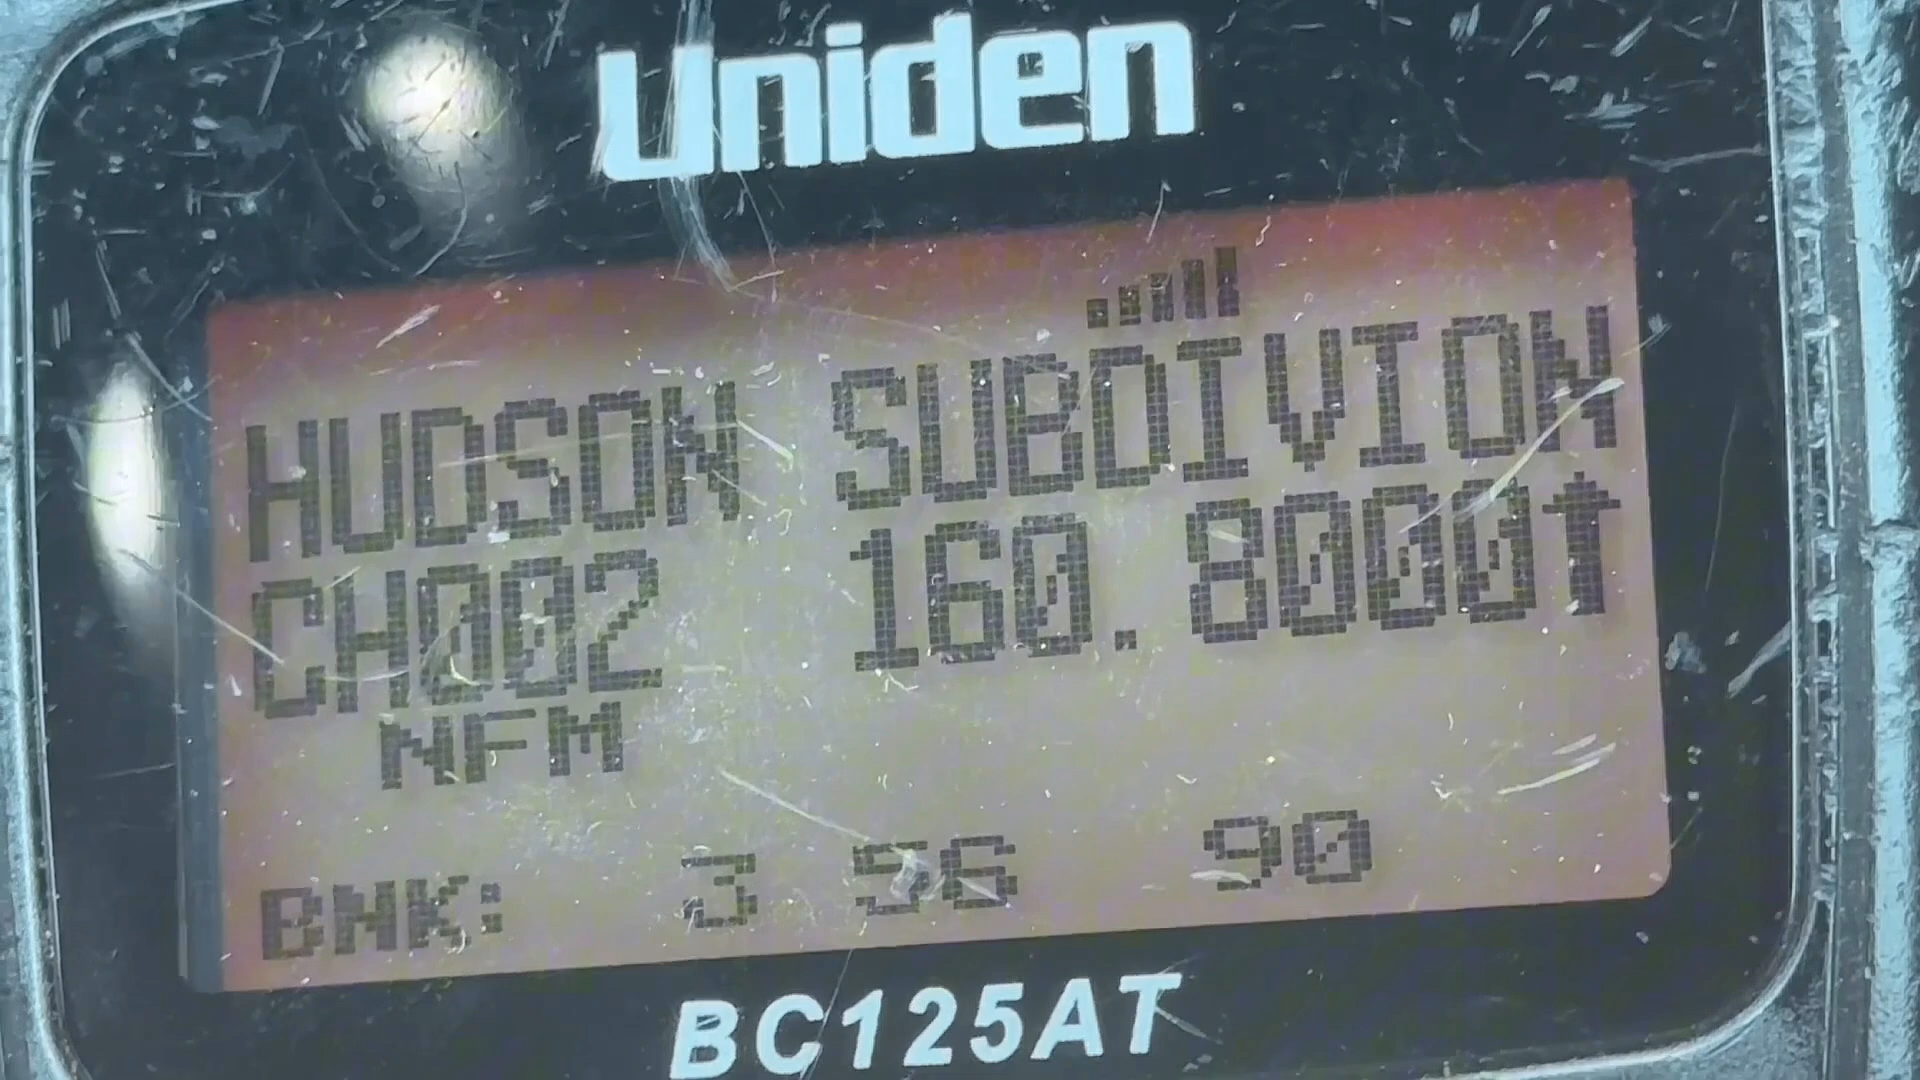 Uniden
HUDSON SUBDIVION
CH002 160.8000↑
NFM
BNK: 3 56 90
BC125AT